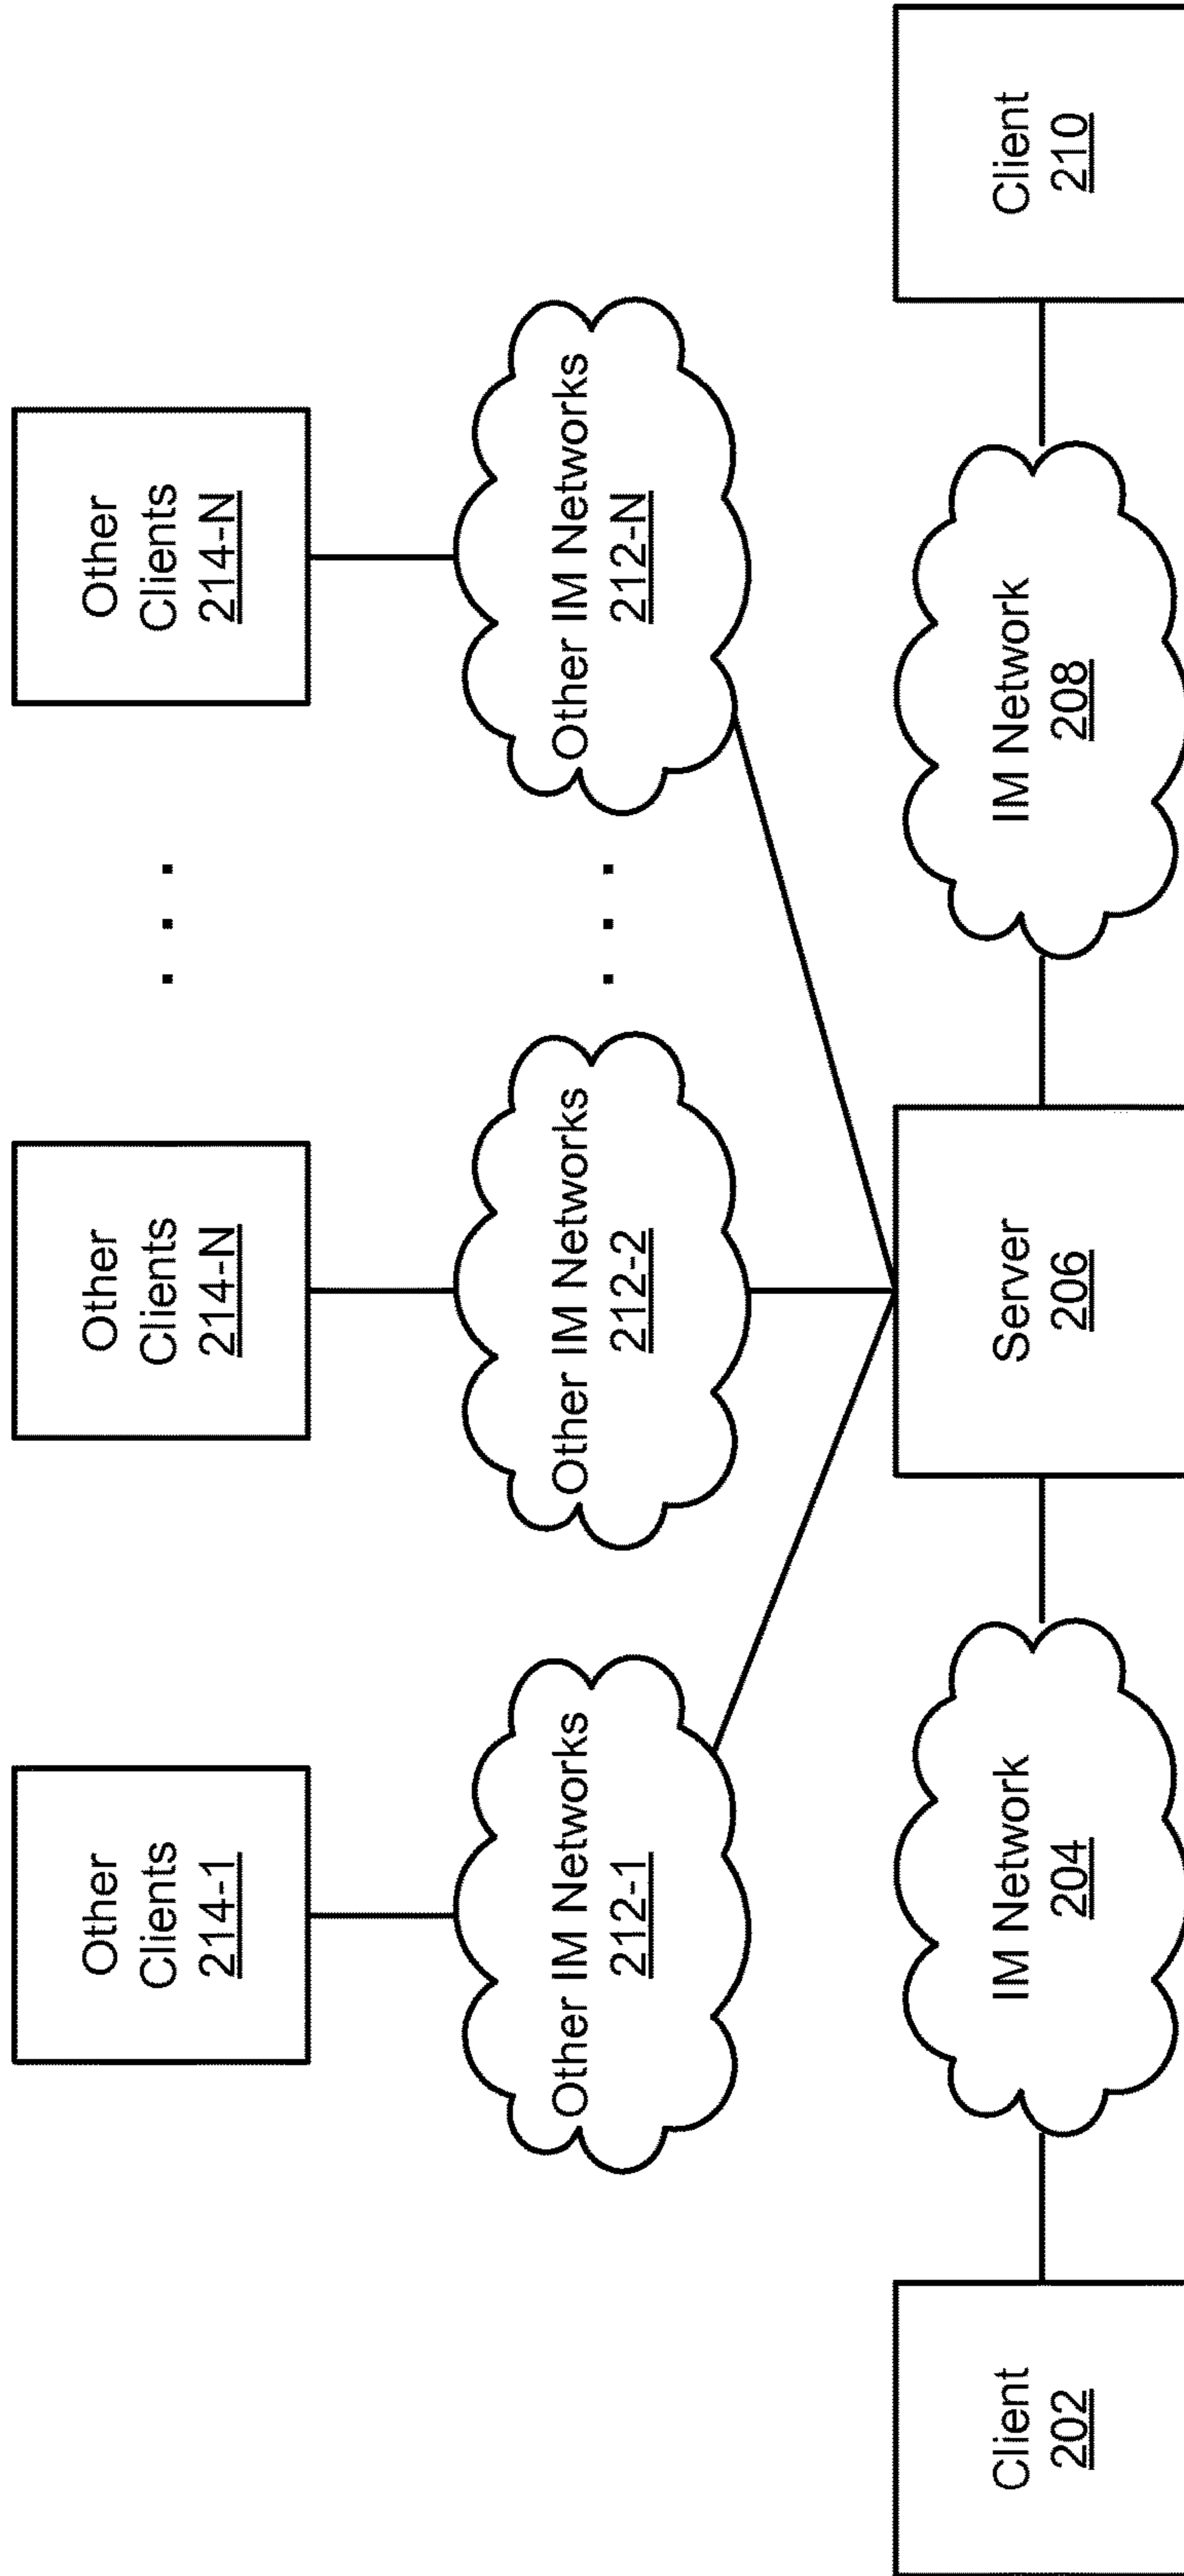 Other
Clients
214-1
Other
Clients
214-N
Other
Clients
214-N
. . .
Other IM Networks
212-1
Other IM Networks
212-2
Other IM Networks
212-N
. . .
Client
202
IM Network
204
Server
206
IM Network
208
Client
210